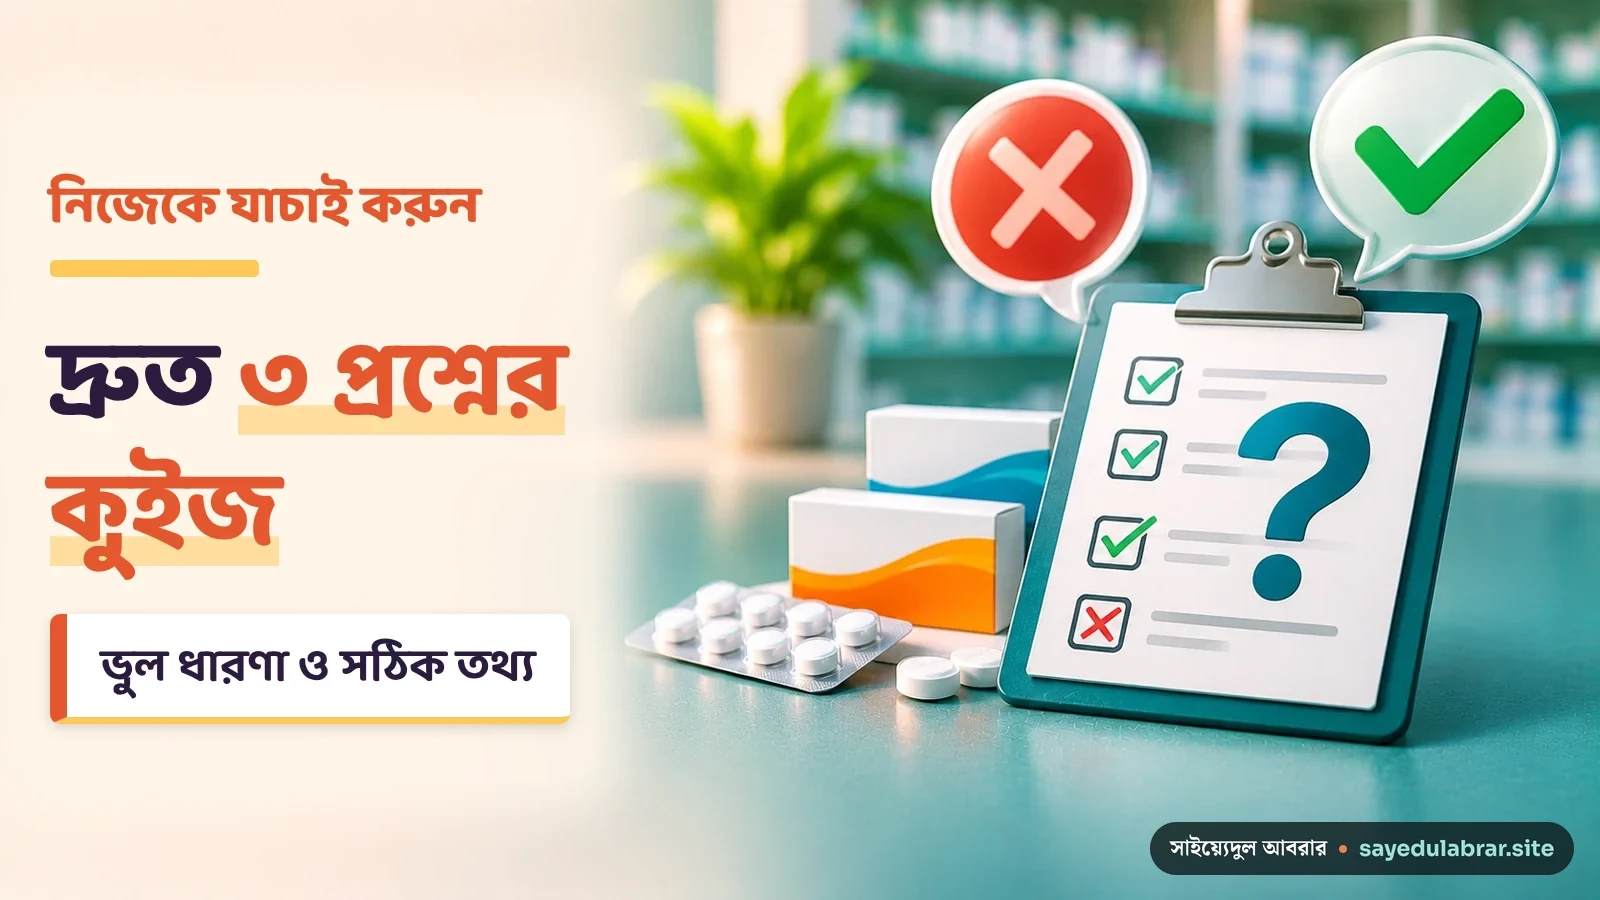 নিজেকে যাচাই করুন
দ্রুত ৩ প্রশ্নের
কুইজ
ভুল ধারণা ও সঠিক তথ্য
সাইয়্যেদুল আবরার • sayedulabrar.site